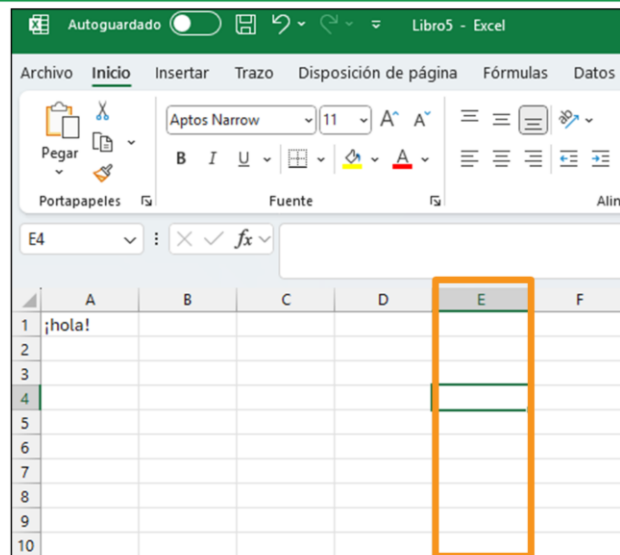 Autoguardado Libro5 - Excel
Archivo Inicio Insertar Trazo Disposición de página Fórmulas Datos
Aptos Narrow 11 A A
Pegar
B I U A
Portapapeles Fuente Alin
E4 fx
A B C D E F
1 ¡hola!
2
3
4
5
6
7
8
9
10